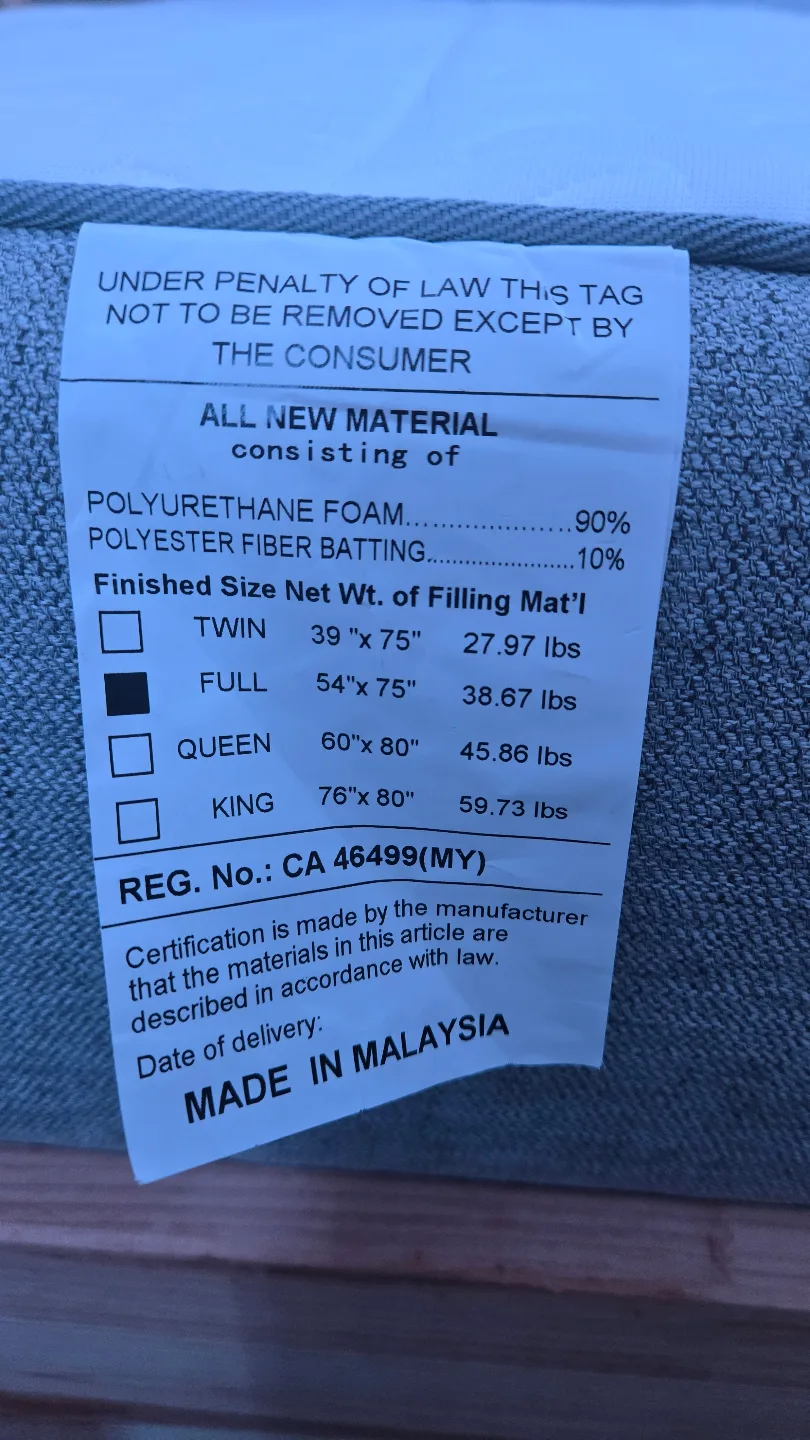 UNDER PENALTY OF LAW THIS TAG
NOT TO BE REMOVED EXCEPT BY
THE CONSUMER
ALL NEW MATERIAL
consisting of
POLYURETHANE FOAM....................90%
POLYESTER FIBER BATTING........................10%
Finished Size Net Wt. of Filling Mat'l
TWIN 39 "x 75" 27.97 lbs
FULL 54"x 75" 38.67 lbs
QUEEN 60"x 80" 45.86 lbs
KING 76"x 80" 59.73 lbs
REG. No.: CA 46499(MY)
Certification is made by the manufacturer
that the materials in this article are
described in accordance with law.
Date of delivery:
MADE IN MALAYSIA